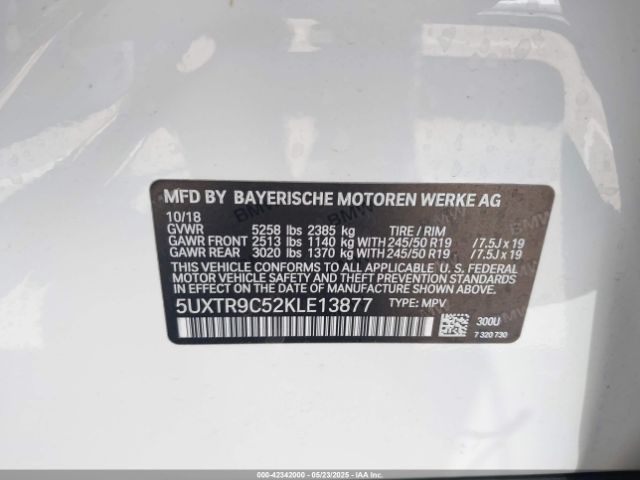 MFD BY BAYERISCHE MOTOREN WERKE AG
10/18
GVWR 5258 lbs 2385 kg TIRE / RIM
GAWR FRONT 2513 lbs 1140 kg WITH 245/50 R19 / 7.5J x 19
GAWR REAR 3020 lbs 1370 kg WITH 245/50 R19 / 7.5J x 19
THIS VEHICLE CONFORMS TO ALL APPLICABLE U.S. FEDERAL
MOTOR VEHICLE SAFETY AND THEFT PREVENTION STANDARDS
IN EFFECT ON THE DATE OF MANUFACTURE SHOWN ABOVE.
5UXTR9C52KLE13877 TYPE: MPV
300U
7 320 730
000-42342000 — 05/23/2025 — IAA Inc.